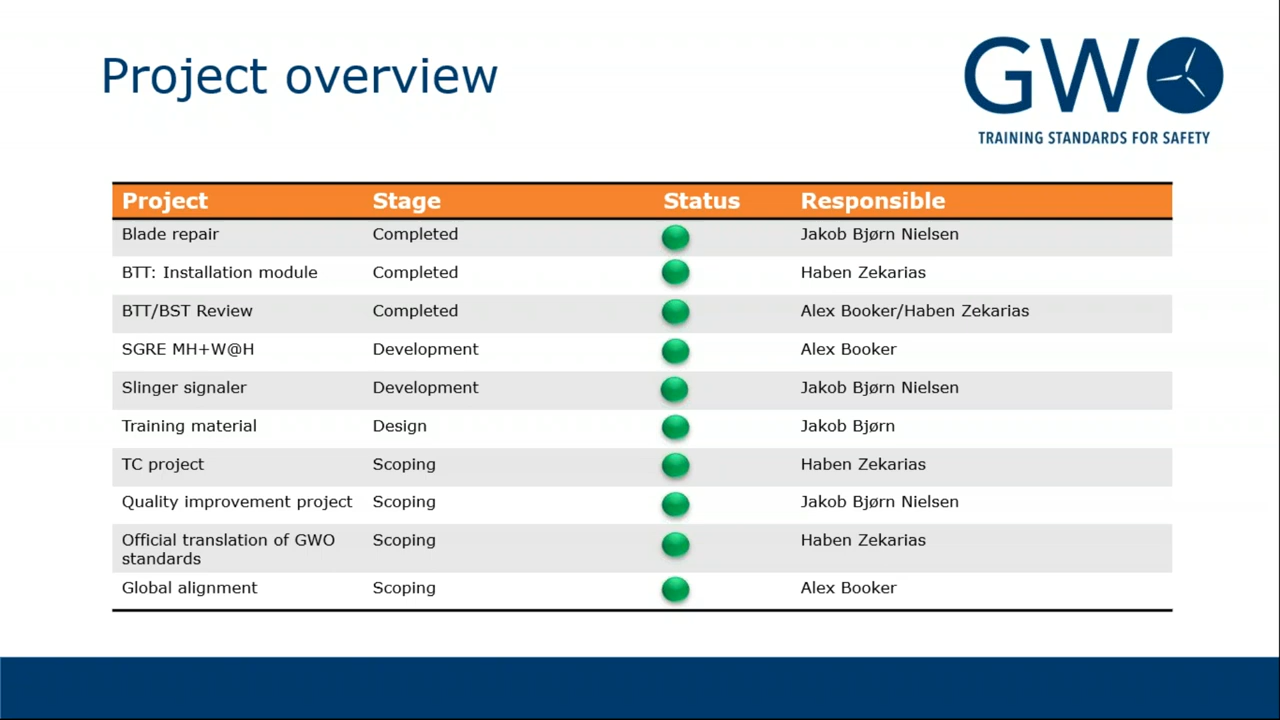 Project overview
GWO
TRAINING STANDARDS FOR SAFETY
Project Stage Status Responsible
Blade repair Completed Jakob Bjørn Nielsen
BTT: Installation module Completed Haben Zekarias
BTT/BST Review Completed Alex Booker/Haben Zekarias
SGRE MH+W@H Development Alex Booker
Slinger signaler Development Jakob Bjørn Nielsen
Training material Design Jakob Bjørn
TC project Scoping Haben Zekarias
Quality improvement project Scoping Jakob Bjørn Nielsen
Official translation of GWO Scoping Haben Zekarias
standards
Global alignment Scoping Alex Booker